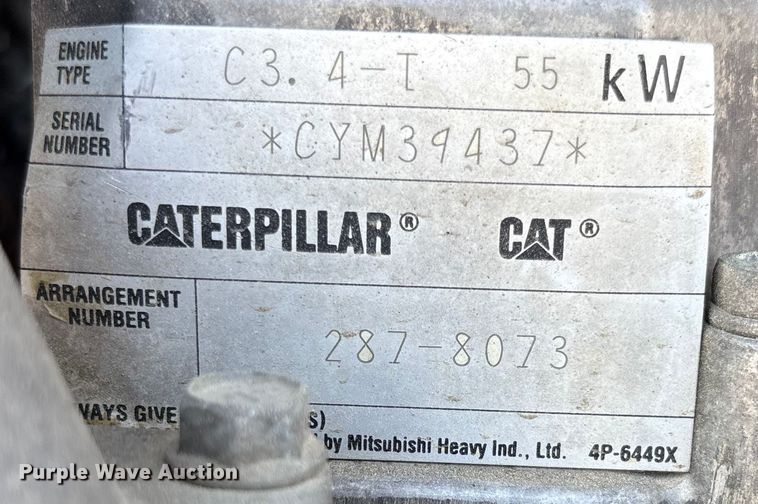 ENGINE TYPE C3.4-T 55 kW
SERIAL NUMBER *CYM39437*
CATERPILLAR® CAT®
ARRANGEMENT NUMBER 287-8073
GIVE
by Mitsubishi Heavy Ind., Ltd. 4P-6449X
Purple Wave Auction